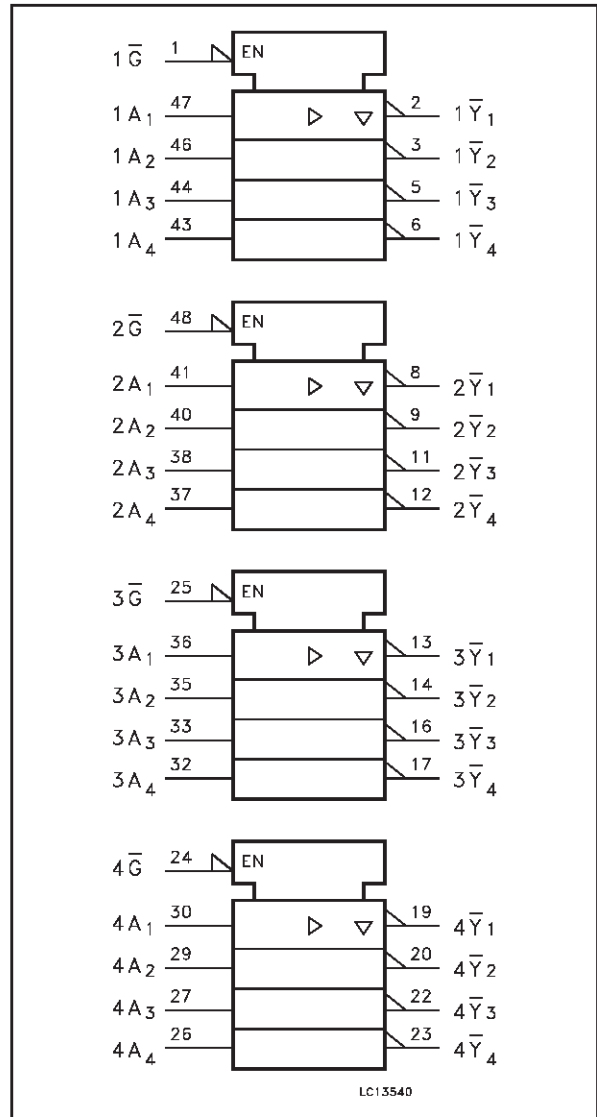 1G̅ 1 EN
1A1 47 2 1Y̅1
1A2 46 3 1Y̅2
1A3 44 5 1Y̅3
1A4 43 6 1Y̅4
2G̅ 48 EN
2A1 41 8 2Y̅1
2A2 40 9 2Y̅2
2A3 38 11 2Y̅3
2A4 37 12 2Y̅4
3G̅ 25 EN
3A1 36 13 3Y̅1
3A2 35 14 3Y̅2
3A3 33 16 3Y̅3
3A4 32 17 3Y̅4
4G̅ 24 EN
4A1 30 19 4Y̅1
4A2 29 20 4Y̅2
4A3 27 22 4Y̅3
4A4 26 23 4Y̅4
LC13540